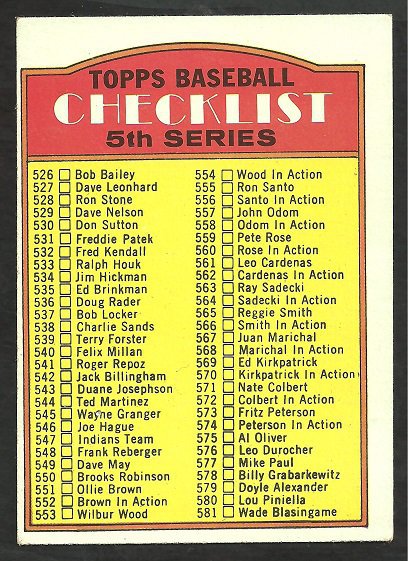 TOPPS BASEBALL
CHECKLIST
5th SERIES
526 Bob Bailey
527 Dave Leonhard
528 Ron Stone
529 Dave Nelson
530 Don Sutton
531 Freddie Patek
532 Fred Kendall
533 Ralph Houk
534 Jim Hickman
535 Ed Brinkman
536 Doug Rader
537 Bob Locker
538 Charlie Sands
539 Terry Forster
540 Felix Millan
541 Roger Repoz
542 Jack Billingham
543 Duane Josephson
544 Ted Martinez
545 Wayne Granger
546 Joe Hague
547 Indians Team
548 Frank Reberger
549 Dave May
550 Brooks Robinson
551 Ollie Brown
552 Brown In Action
553 Wilbur Wood
554 Wood In Action
555 Ron Santo
556 Santo In Action
557 John Odom
558 Odom In Action
559 Pete Rose
560 Rose In Action
561 Leo Cardenas
562 Cardenas In Action
563 Ray Sadecki
564 Sadecki In Action
565 Reggie Smith
566 Smith In Action
567 Juan Marichal
568 Marichal In Action
569 Ed Kirkpatrick
570 Kirkpatrick In Action
571 Nate Colbert
572 Colbert In Action
573 Fritz Peterson
574 Peterson In Action
575 Al Oliver
576 Leo Durocher
577 Mike Paul
578 Billy Grabarkewitz
579 Doyle Alexander
580 Lou Piniella
581 Wade Blasingame